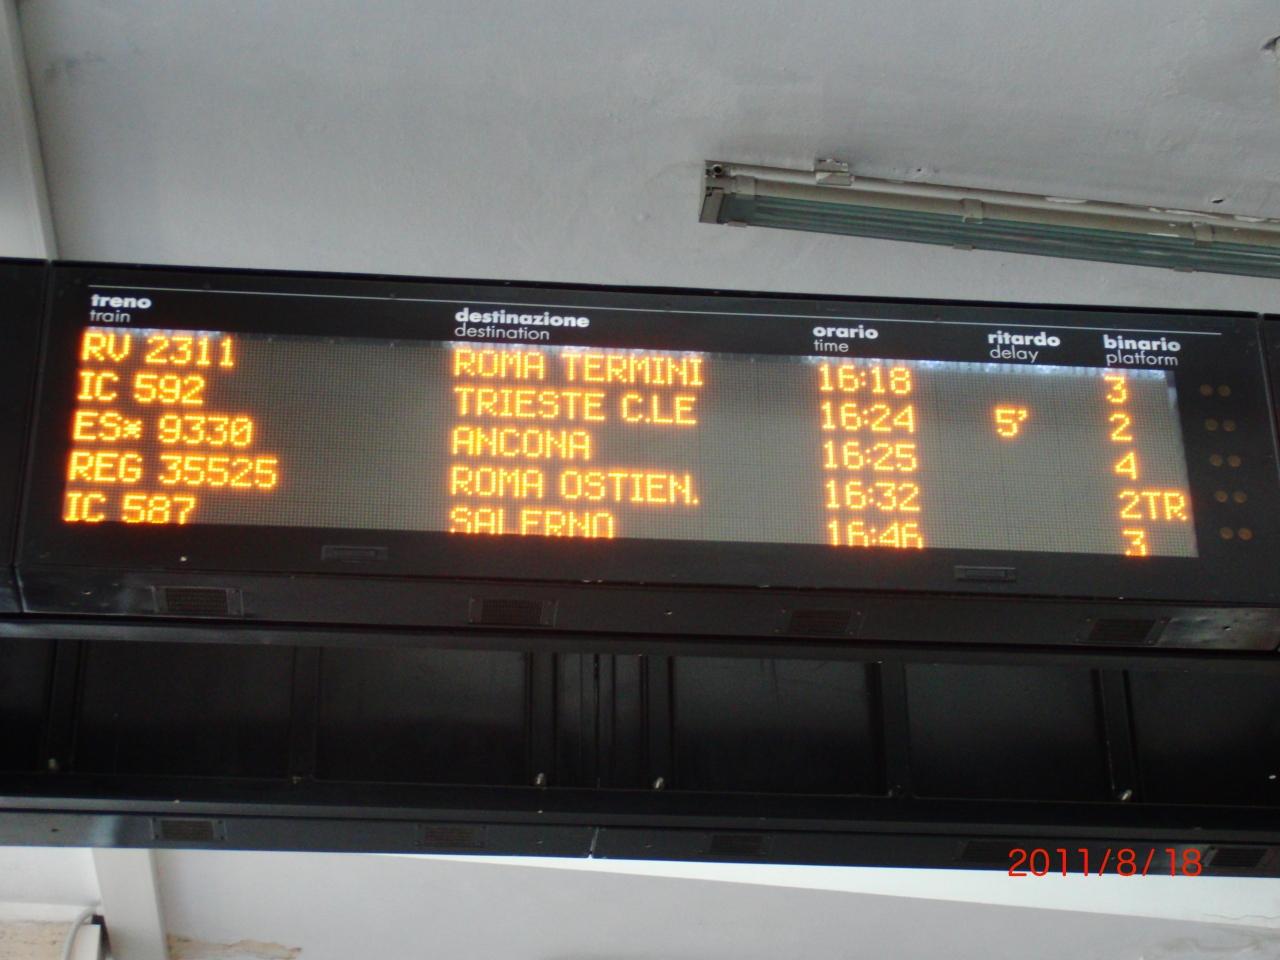 treno destinazione orario ritardo binario
train destination time delay platform
RV 2311 ROMA TERMINI 16:18 3
IC 592 TRIESTE C.LE 16:24 5' 2
ES* 9330 ANCONA 16:25 4
REG 35525 ROMA OSTIEN. 16:32 2TR
IC 587 SALERNO 16:46 3
2011/8/18